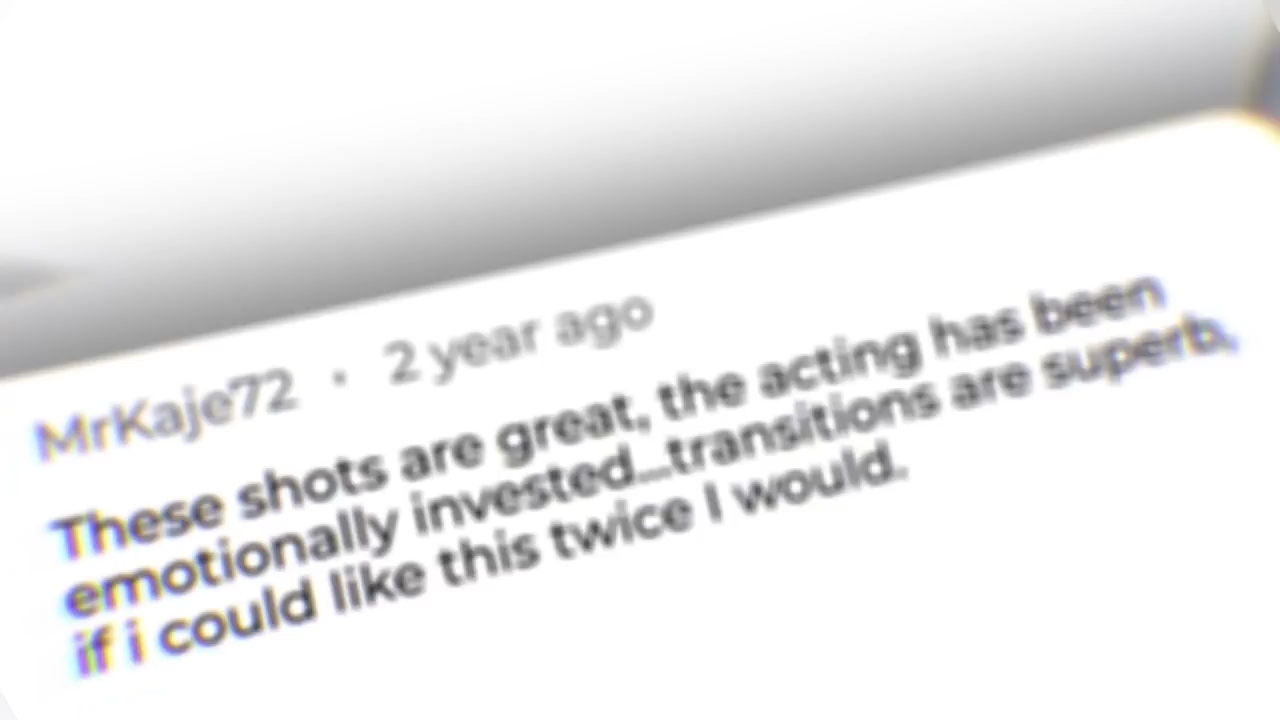 MrKaje72 · 2 year ago
These shots are great, the acting has been
emotionally invested...transitions are superb,
if i could like this twice I would.